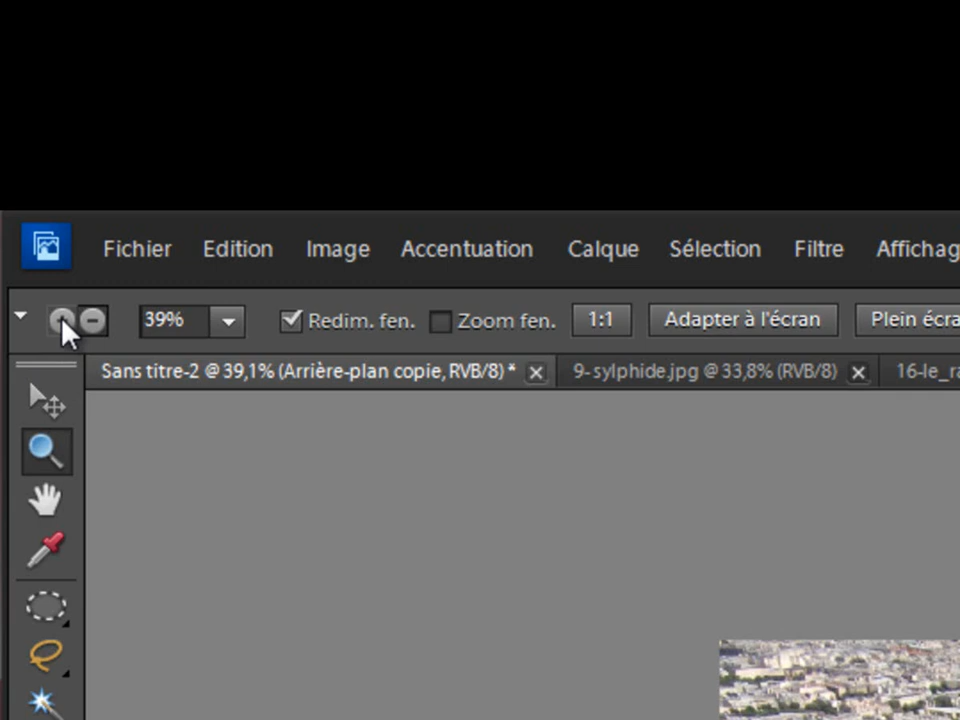 Fichier Edition Image Accentuation Calque Sélection Filtre
39% Redim. fen. Zoom fen. 1:1 Adapter à l'écran Plein
Sans titre-2 @ 39,1% (Arrière-plan copie, RVB/8) * 9-sylphide.jpg @ 33,8% (RVB/8)